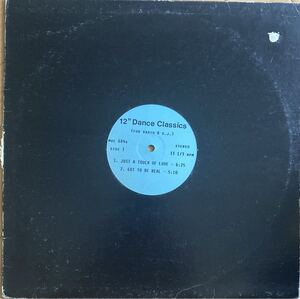 12" Dance Classics
side 1
STEREO
33 1/3 RPM
1. JUST A TOUCH OF LOVE - 6:25
2. GOT TO BE REAL - 5:10